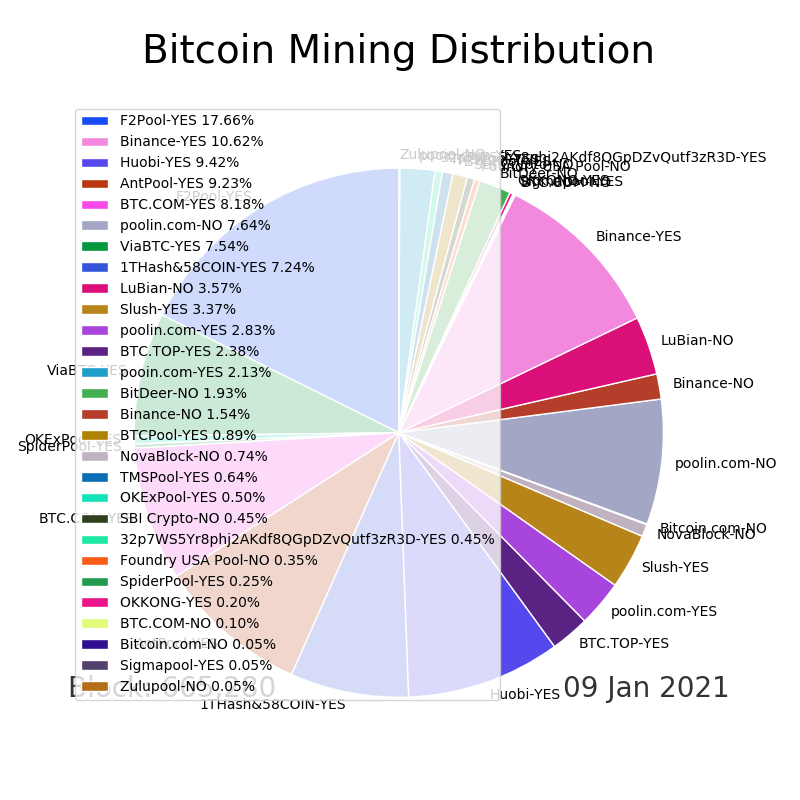 Bitcoin Mining Distribution
F2Pool-YES 17.66%
Binance-YES 10.62%
Huobi-YES 9.42%
AntPool-YES 9.23%
BTC.COM-YES 8.18%
poolin.com-NO 7.64%
ViaBTC-YES 7.54%
1THash&58COIN-YES 7.24%
LuBian-NO 3.57%
Slush-YES 3.37%
poolin.com-YES 2.83%
BTC.TOP-YES 2.38%
pooin.com-YES 2.13%
BitDeer-NO 1.93%
Binance-NO 1.54%
BTCPool-YES 0.89%
NovaBlock-NO 0.74%
TMSPool-YES 0.64%
OKExPool-YES 0.50%
SBI Crypto-NO 0.45%
32p7WS5Yr8phj2AKdf8QGpDZvQutf3zR3D-YES 0.45%
Foundry USA Pool-NO 0.35%
SpiderPool-YES 0.25%
OKKONG-YES 0.20%
BTC.COM-NO 0.10%
Bitcoin.com-NO 0.05%
Sigmapool-YES 0.05%
Zulupool-NO 0.05%
Zulupool-NO
BitDeer-NO
Binance-YES
LuBian-NO
Binance-NO
poolin.com-NO
Bitcoin.com-NO
NovaBlock-NO
Slush-YES
poolin.com-YES
BTC.TOP-YES
Huobi-YES
1THash&58COIN-YES
SpiderPool-YES
F2Pool-YES
Block: 665,280
09 Jan 2021